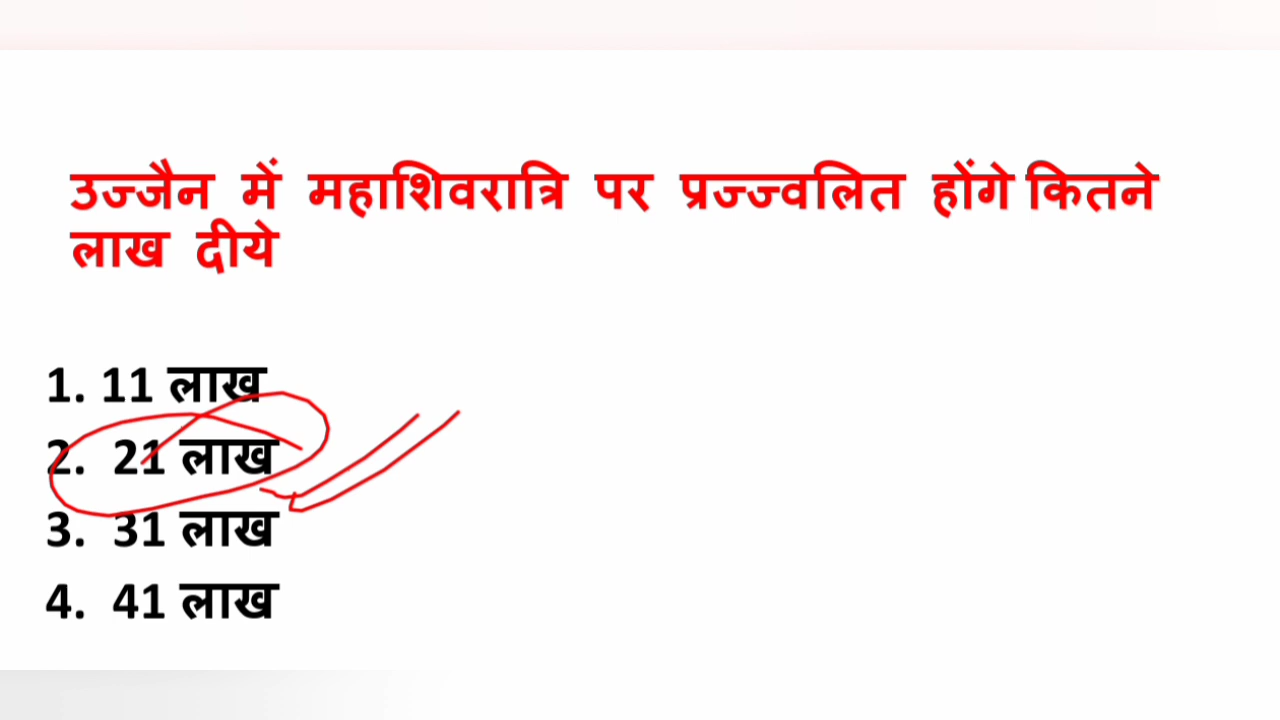 उज्जैन में महाशिवरात्रि पर प्रज्ज्वलित होंगे कितने
लाख दीये
1. 11 लाख
2. 21 लाख
3. 31 लाख
4. 41 लाख